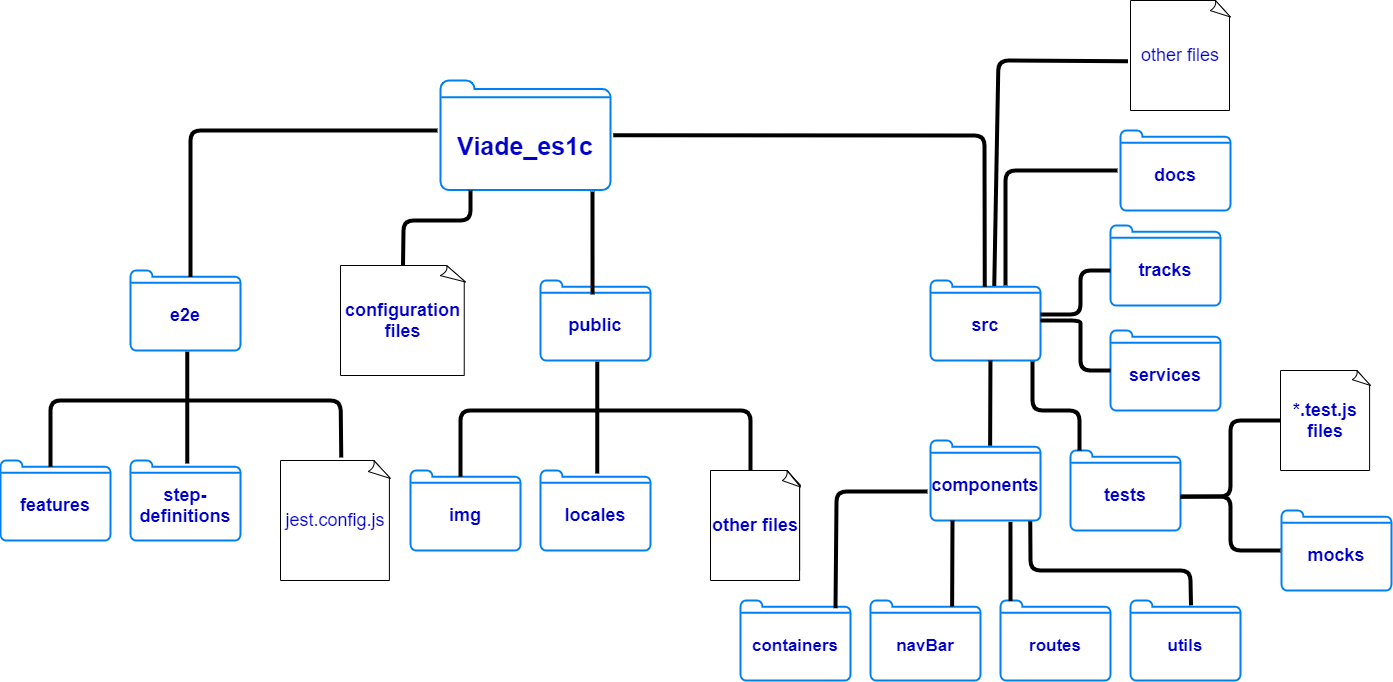 other files
Viade_es1c
docs
tracks
e2e
configuration
files
public
src
services
*.test.js
files
features
step-
definitions
jest.config.js
img
locales
other files
components
tests
mocks
containers
navBar
routes
utils